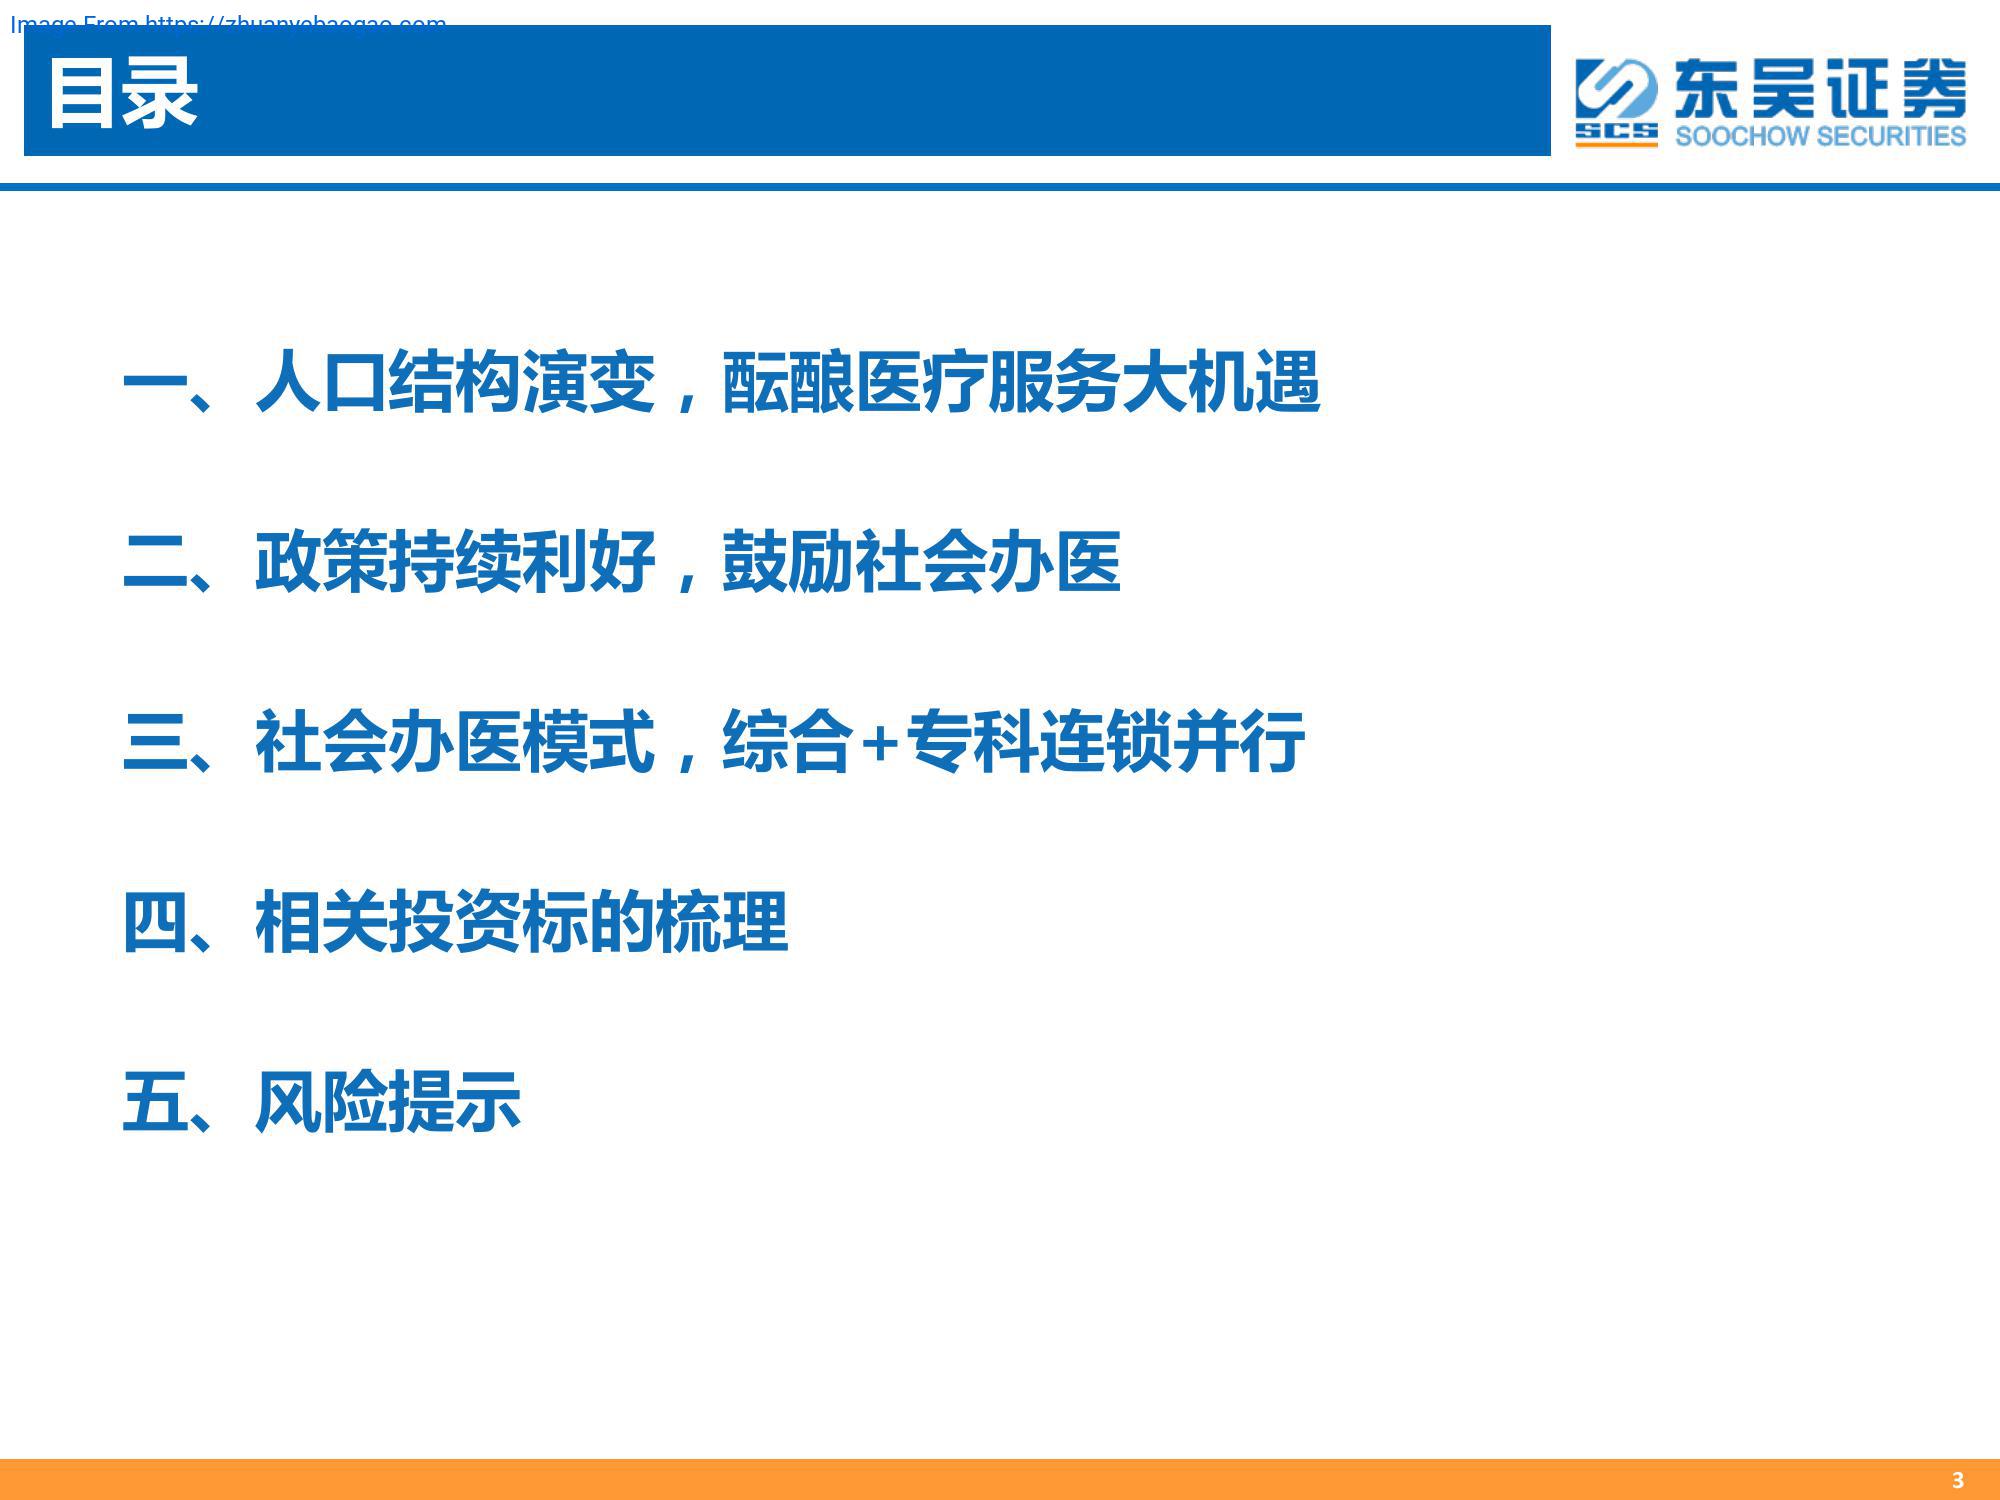 Image From https://zhuanyebaogao.com
目录
东吴证券
SCS
SOOCHOW SECURITIES
一、人口结构演变，酝酿医疗服务大机遇
二、政策持续利好，鼓励社会办医
三、社会办医模式，综合+专科连锁并行
四、相关投资标的梳理
五、风险提示
3